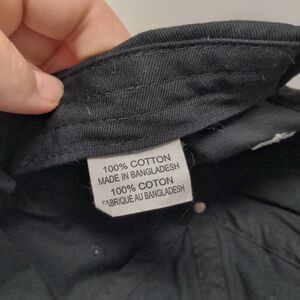 100% COTTON
MADE IN BANGLADESH
100% COTON
FABRIQUE AU BANGLADESH